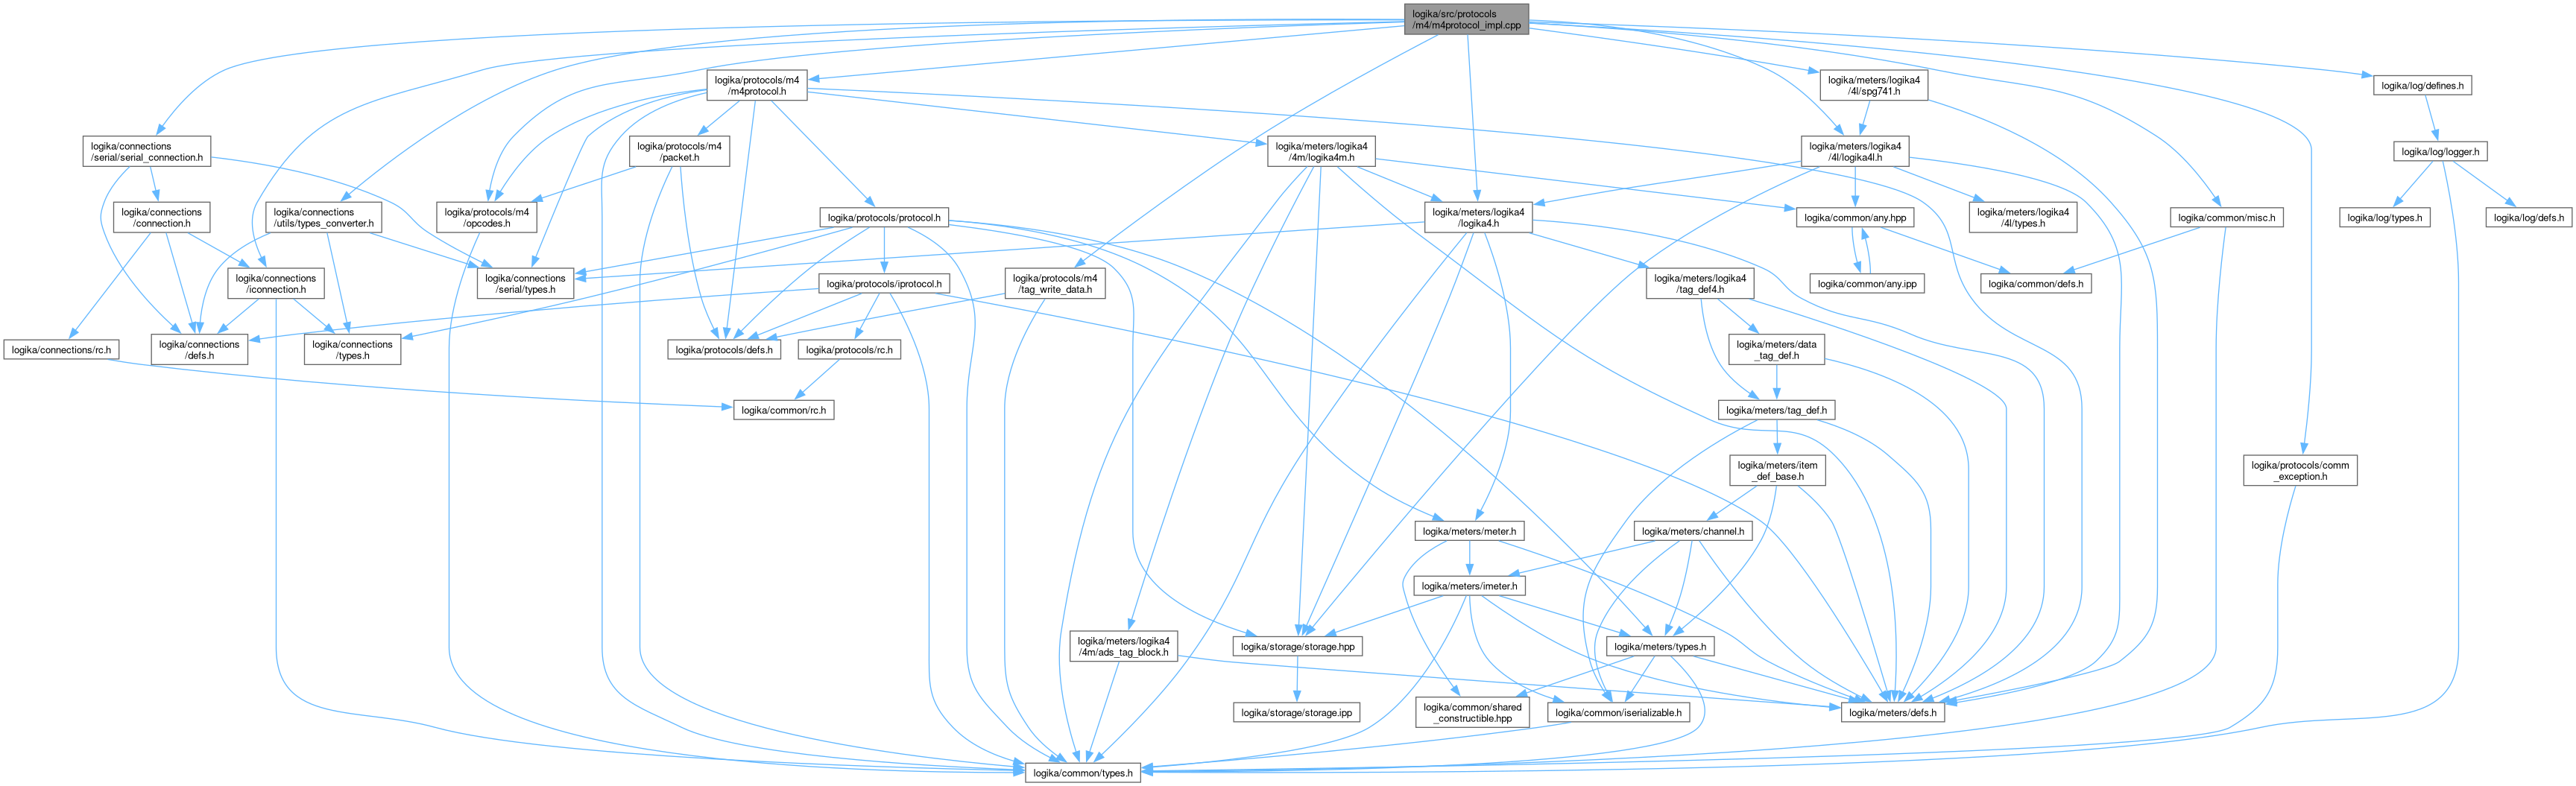 logika/src/protocols
/m4/m4protocol_impl.cpp
logika/protocols/m4
/m4protocol.h
logika/meters/logika4
/4l/spg741.h
logika/log/defines.h
logika/connections
/serial/serial_connection.h
logika/protocols/m4
/packet.h
logika/meters/logika4
/4m/logika4m.h
logika/meters/logika4
/4l/logika4l.h
logika/log/logger.h
logika/connections
/connection.h
logika/connections
/utils/types_converter.h
logika/protocols/m4
/opcodes.h
logika/protocols/protocol.h
logika/meters/logika4
/logika4.h
logika/common/any.hpp
logika/meters/logika4
/4l/types.h
logika/common/misc.h
logika/log/types.h
logika/log/defs.h
logika/connections
/iconnection.h
logika/connections
/serial/types.h
logika/protocols/iprotocol.h
logika/protocols/m4
/tag_write_data.h
logika/meters/logika4
/tag_def4.h
logika/common/any.ipp
logika/common/defs.h
logika/connections/rc.h
logika/connections
/defs.h
logika/connections
/types.h
logika/protocols/defs.h
logika/protocols/rc.h
logika/meters/data
_tag_def.h
logika/common/rc.h
logika/meters/tag_def.h
logika/meters/item
_def_base.h
logika/protocols/comm
_exception.h
logika/meters/meter.h
logika/meters/channel.h
logika/meters/imeter.h
logika/meters/logika4
/4m/ads_tag_block.h
logika/storage/storage.hpp
logika/meters/types.h
logika/storage/storage.ipp
logika/common/shared
_constructible.hpp
logika/common/iserializable.h
logika/meters/defs.h
logika/common/types.h